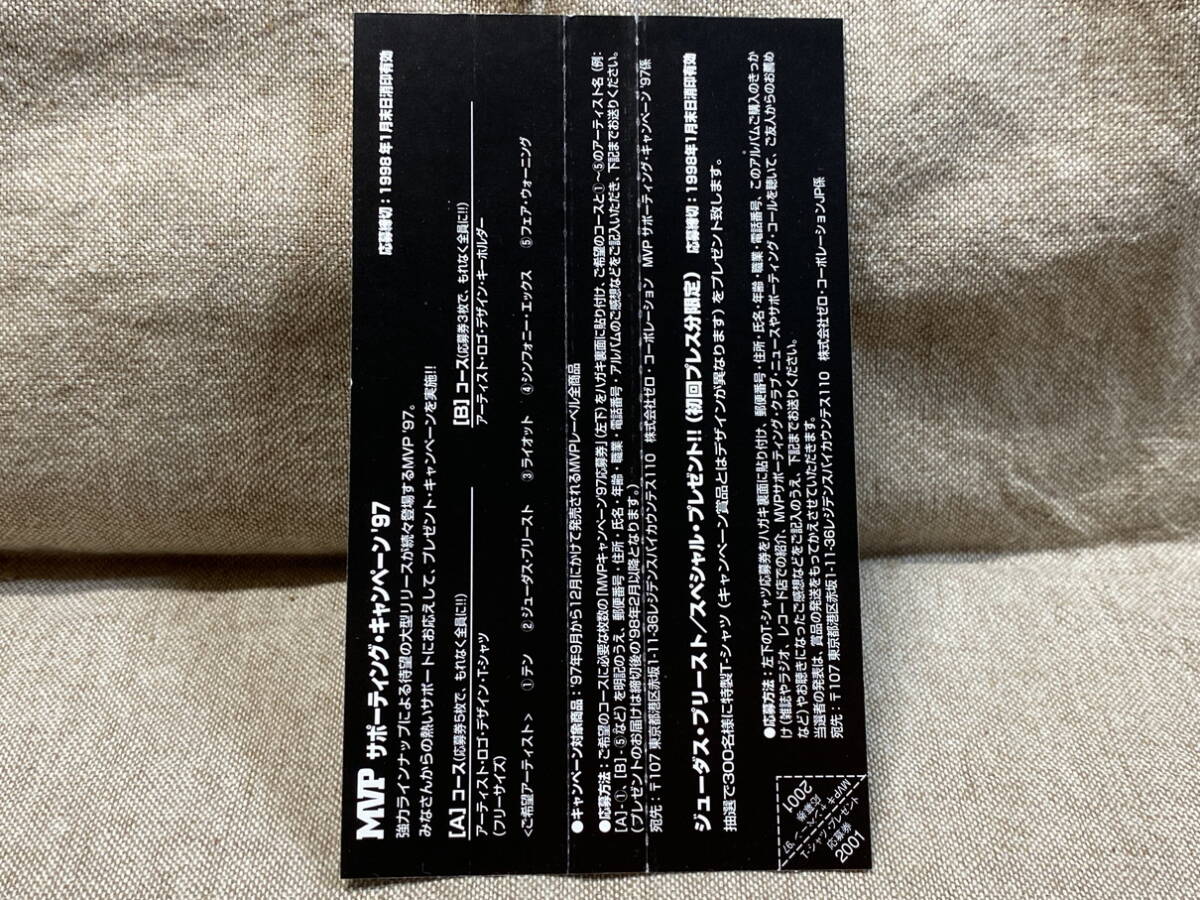 MVP サポーティング・キャンペーン'97
応募締切:1998年1月末日消印有効
強力ラインナップによる待望の大型リリースが続々登場するMVP '97。
みなさんからの熱いサポートにお応えして、プレゼント・キャンペーンを実施!!
[A] コース(応募券5枚で、もれなく全員に!!)
アーティスト・ロゴ・デザイン・T-シャツ
(フリーサイズ)
[B] コース(応募券3枚で、もれなく全員に!!)
アーティスト・ロゴ・デザイン・キーホルダー
<ご希望アーティスト> ①テン ②ジューダス・プリースト ③ライオット ④シンフォニー・エックス ⑤フェア・ウォーニング
●キャンペーン対象商品:'97年9月から12月にかけて発売されるMVPレーベル全商品
●応募方法:ご希望のコースに必要な枚数の「MVPキャンペーン'97応募券」(左下)をハガキ裏面に貼り付け、ご希望のコースと①~⑤のアーティスト名(例:
[A]-①、[B]-⑤など)を明記のうえ、郵便番号・住所・氏名・年齢・職業・電話番号・アルバムのご感想などをご記入いただき、下記までお送りください。
(プレゼントのお届けは締切後の'98年2月以降となります。)
宛先:〒107 東京都港区赤坂1-11-36レジデンスバイカウンテス110 株式会社ゼロ・コーポレーション MVP サポーティング・キャンペーン'97係
ジューダス・プリースト/スペシャル・プレゼント!!(初回プレス分限定) 応募締切:1998年1月末日消印有効
抽選で300名様に特製T-シャツ(キャンペーン賞品とはデザインが異なります)をプレゼント致します。
●応募方法:左下のT-シャツ応募券をハガキ裏面に貼り付け、郵便番号・住所・氏名・年齢・職業・電話番号、このアルバムご購入のきっか
け(雑誌やラジオ、レコード店での紹介、MVPサポーティング・クラブ・ニュースやサポーティング・コールを聴いて、ご友人からのお薦め
など)やお聴きになったご感想などをご記入のうえ、下記までお送りください。
当選者の発表は、賞品の発送をもってかえさせていただきます。
宛先:〒107 東京都港区赤坂1-11-36レジデンスバイカウンテス110 株式会社ゼロ・コーポレーションJP係
MVPキャンペーン'97
応募券
2001
T-シャツ・プレゼント
応募券
2001